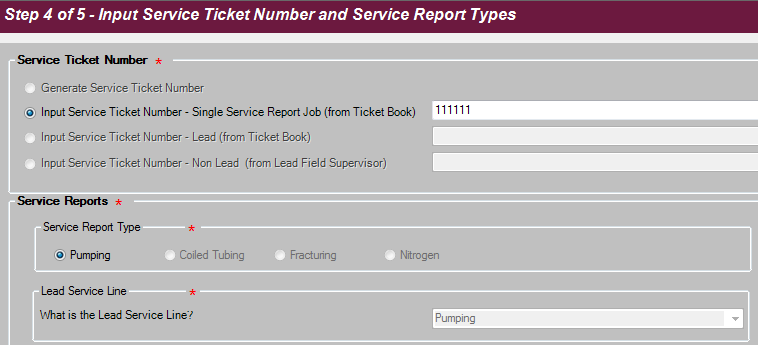 Step 4 of 5 - Input Service Ticket Number and Service Report Types
Service Ticket Number *
Generate Service Ticket Number
Input Service Ticket Number - Single Service Report Job (from Ticket Book) 111111
Input Service Ticket Number - Lead (from Ticket Book)
Input Service Ticket Number - Non Lead (from Lead Field Supervisor)
Service Reports *
Service Report Type *
Pumping Coiled Tubing Fracturing Nitrogen
Lead Service Line *
What is the Lead Service Line? Pumping